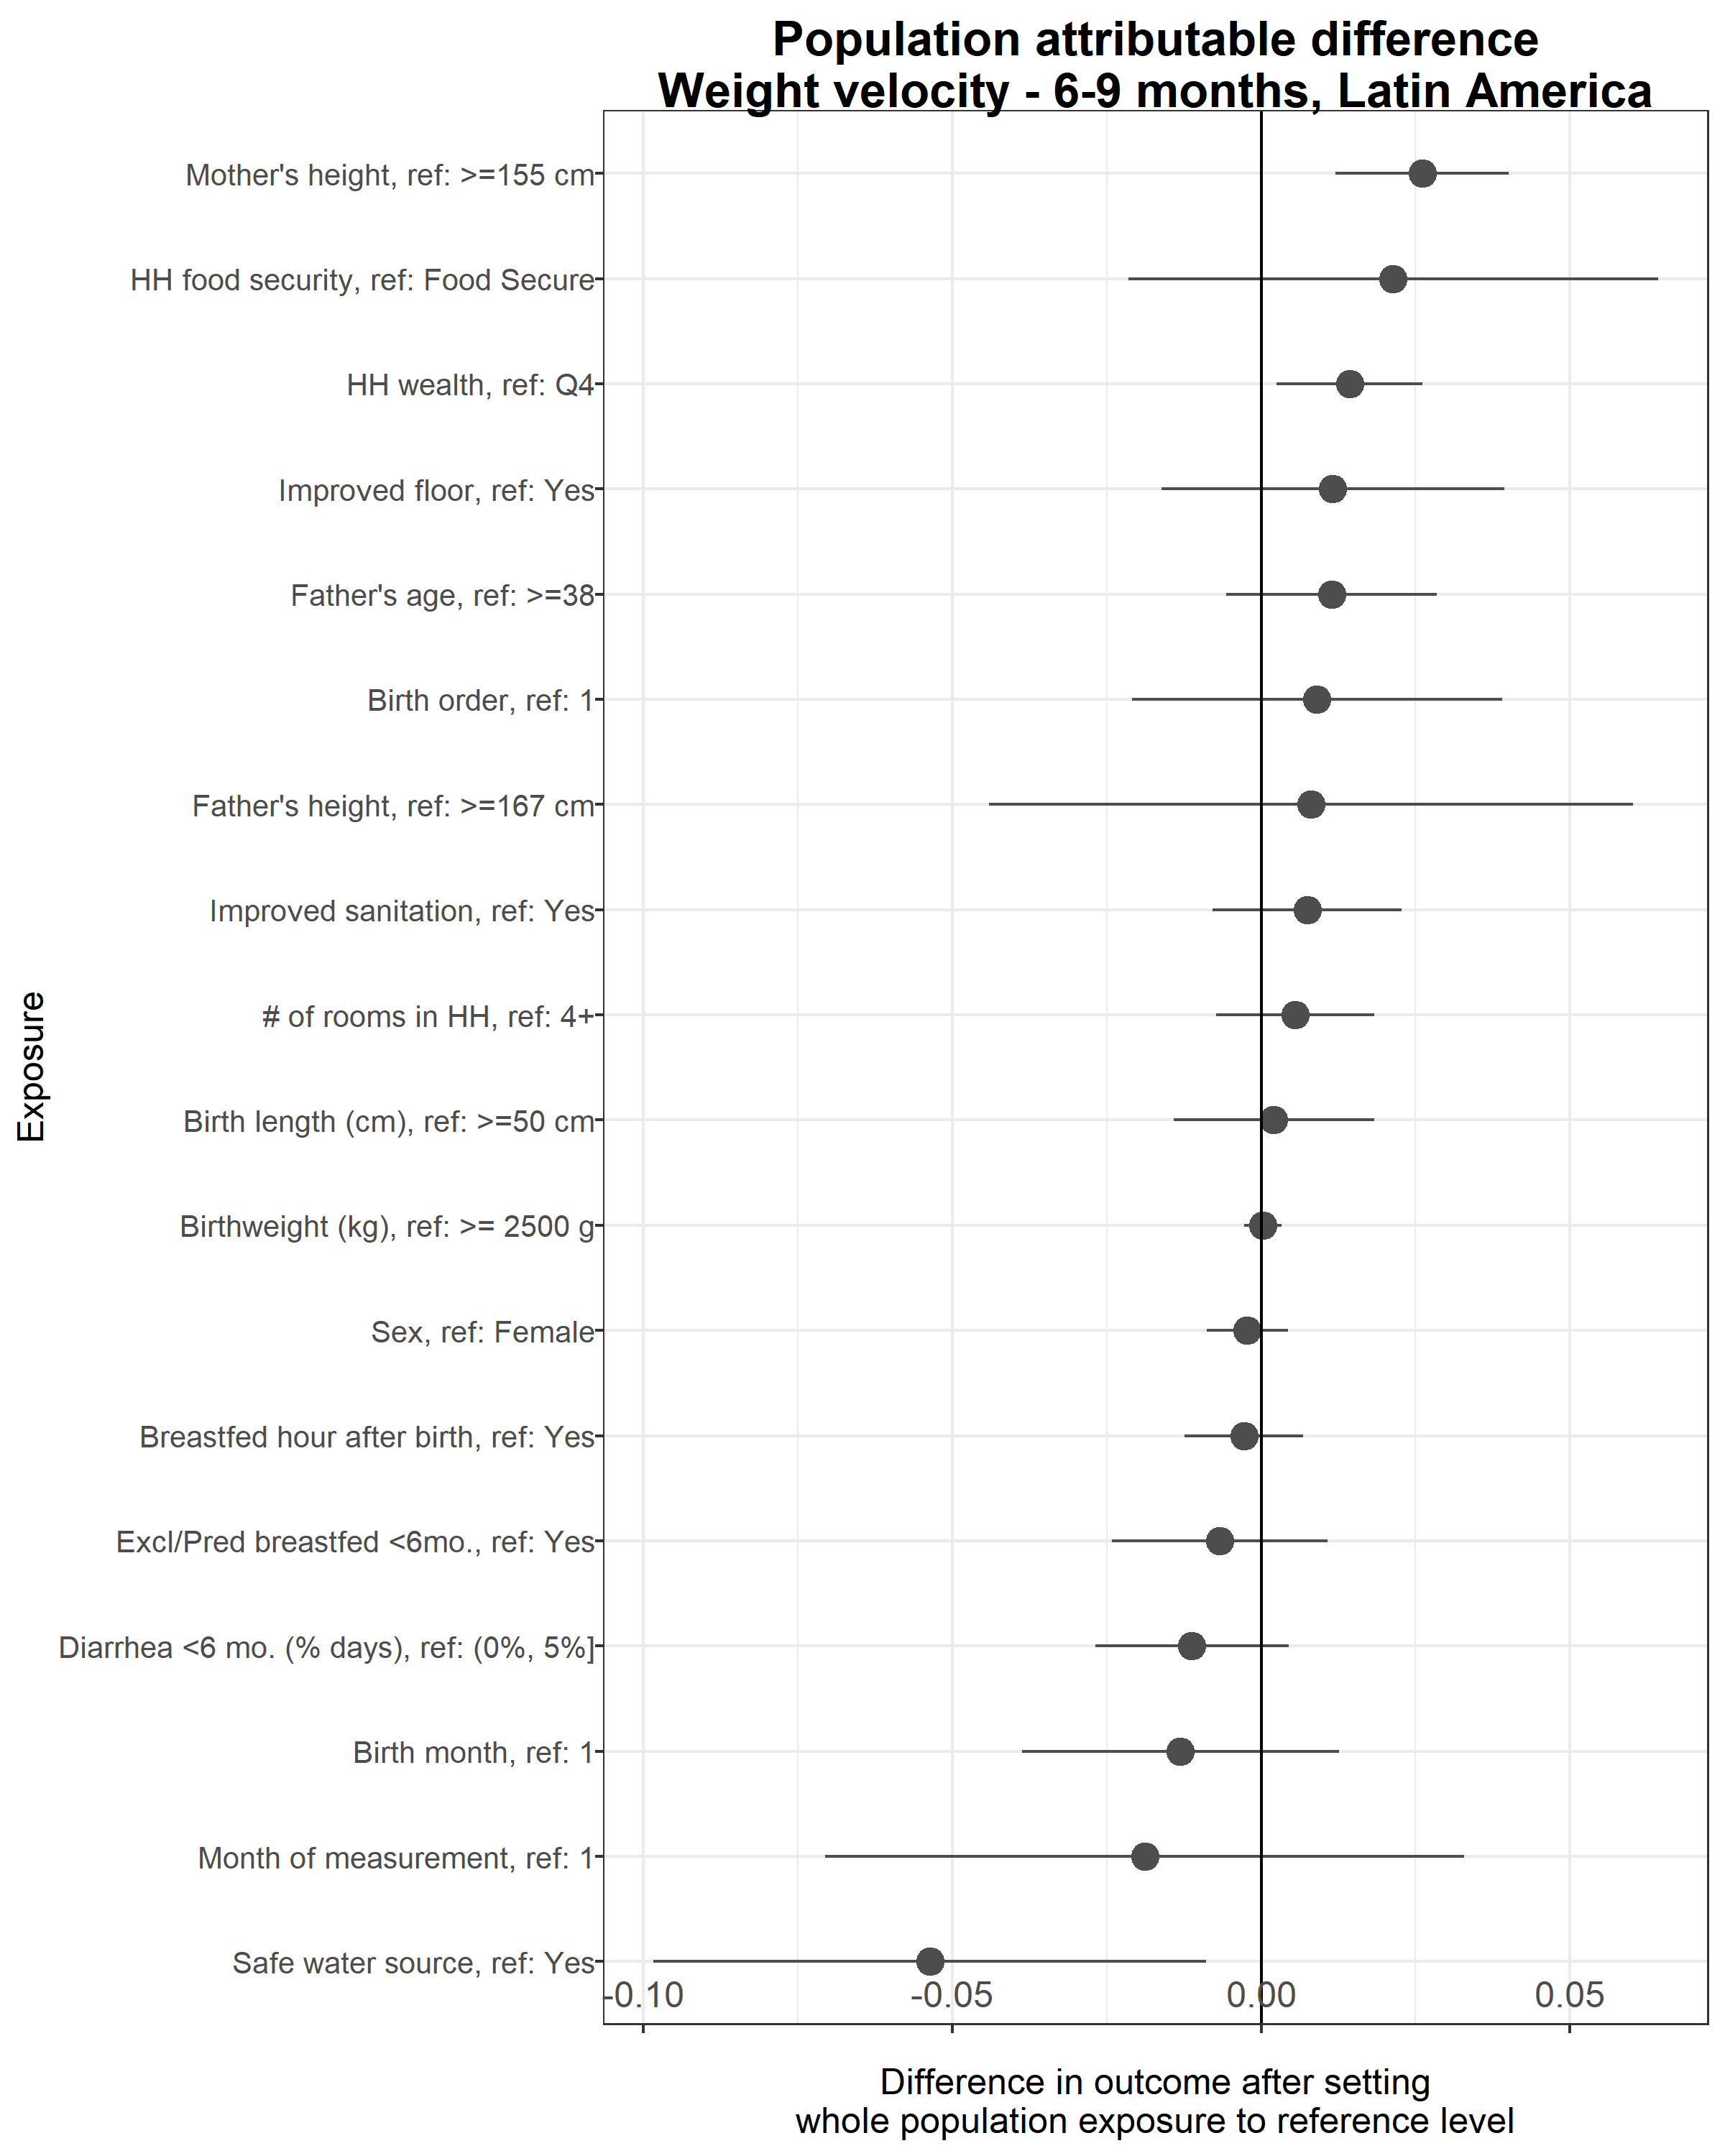 Population attributable difference
Weight velocity - 6-9 months, Latin America
Mother's height, ref: >=155 cm
HH food security, ref: Food Secure
HH wealth, ref: Q4
Improved floor, ref: Yes
Father's age, ref: >=38
Birth order, ref: 1
Father's height, ref: >=167 cm
Improved sanitation, ref: Yes
# of rooms in HH, ref: 4+
Birth length (cm), ref: >=50 cm
Birthweight (kg), ref: >= 2500 g
Sex, ref: Female
Breastfed hour after birth, ref: Yes
Excl/Pred breastfed <6mo., ref: Yes
Diarrhea <6 mo. (% days), ref: (0%, 5%]
Birth month, ref: 1
Month of measurement, ref: 1
Safe water source, ref: Yes
Exposure
-0.10 -0.05 0.00 0.05
Difference in outcome after setting
whole population exposure to reference level